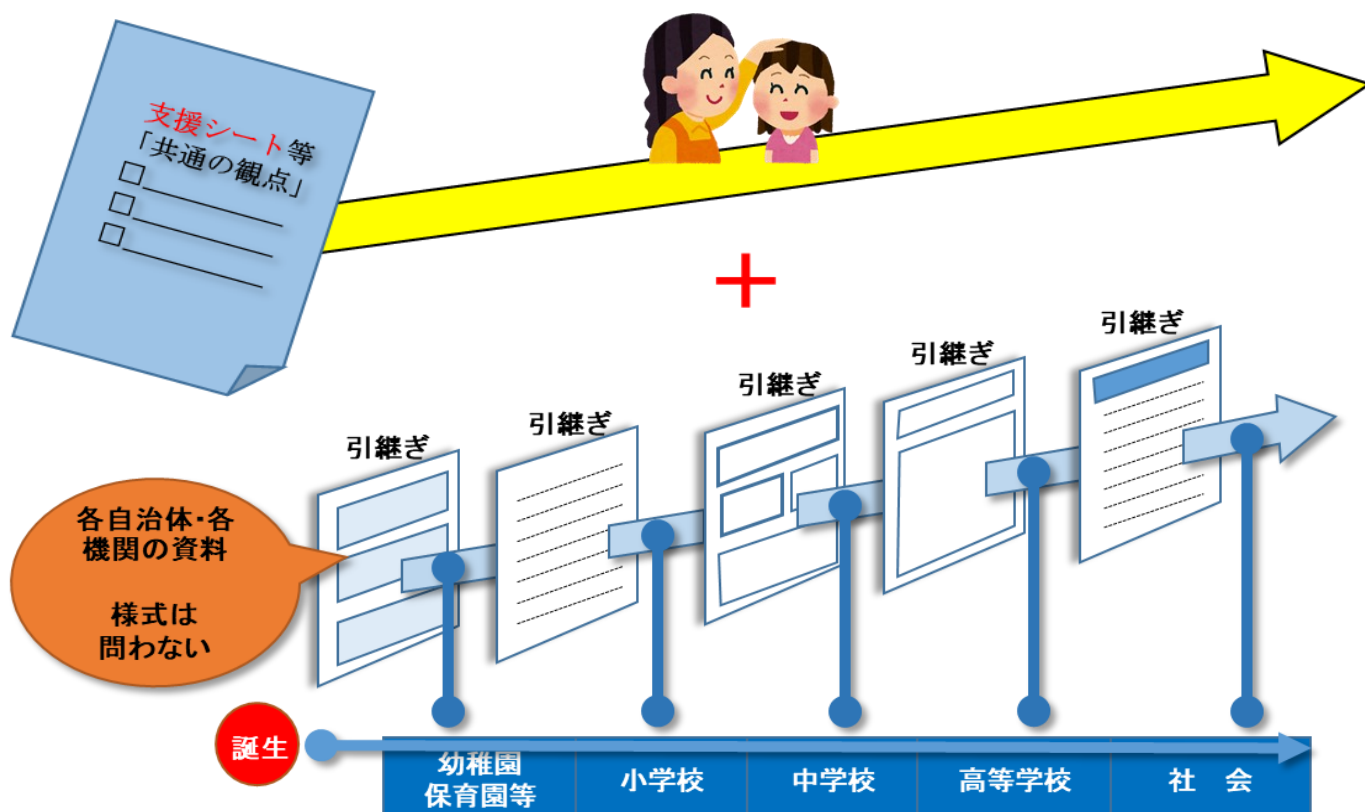 支援シート等
「共通の観点」
□
□
□
+
引継ぎ
引継ぎ
引継ぎ
引継ぎ
引継ぎ
各自治体・各
機関の資料
様式は
問わない
誕生
幼稚園
保育園等
小学校
中学校
高等学校
社　会